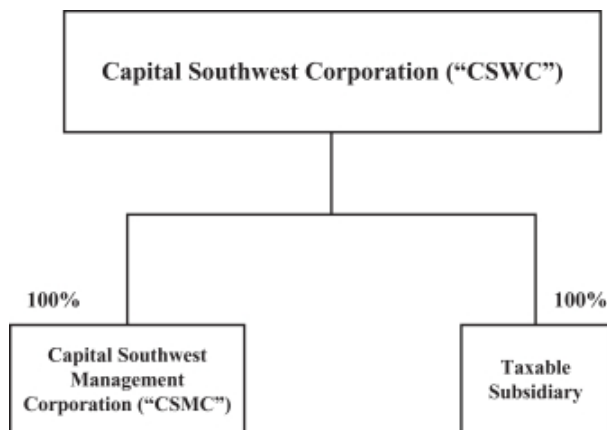 Capital Southwest Corporation (“CSWC”)
100%
100%
Capital Southwest
Management
Corporation (“CSMC”)
Taxable
Subsidiary